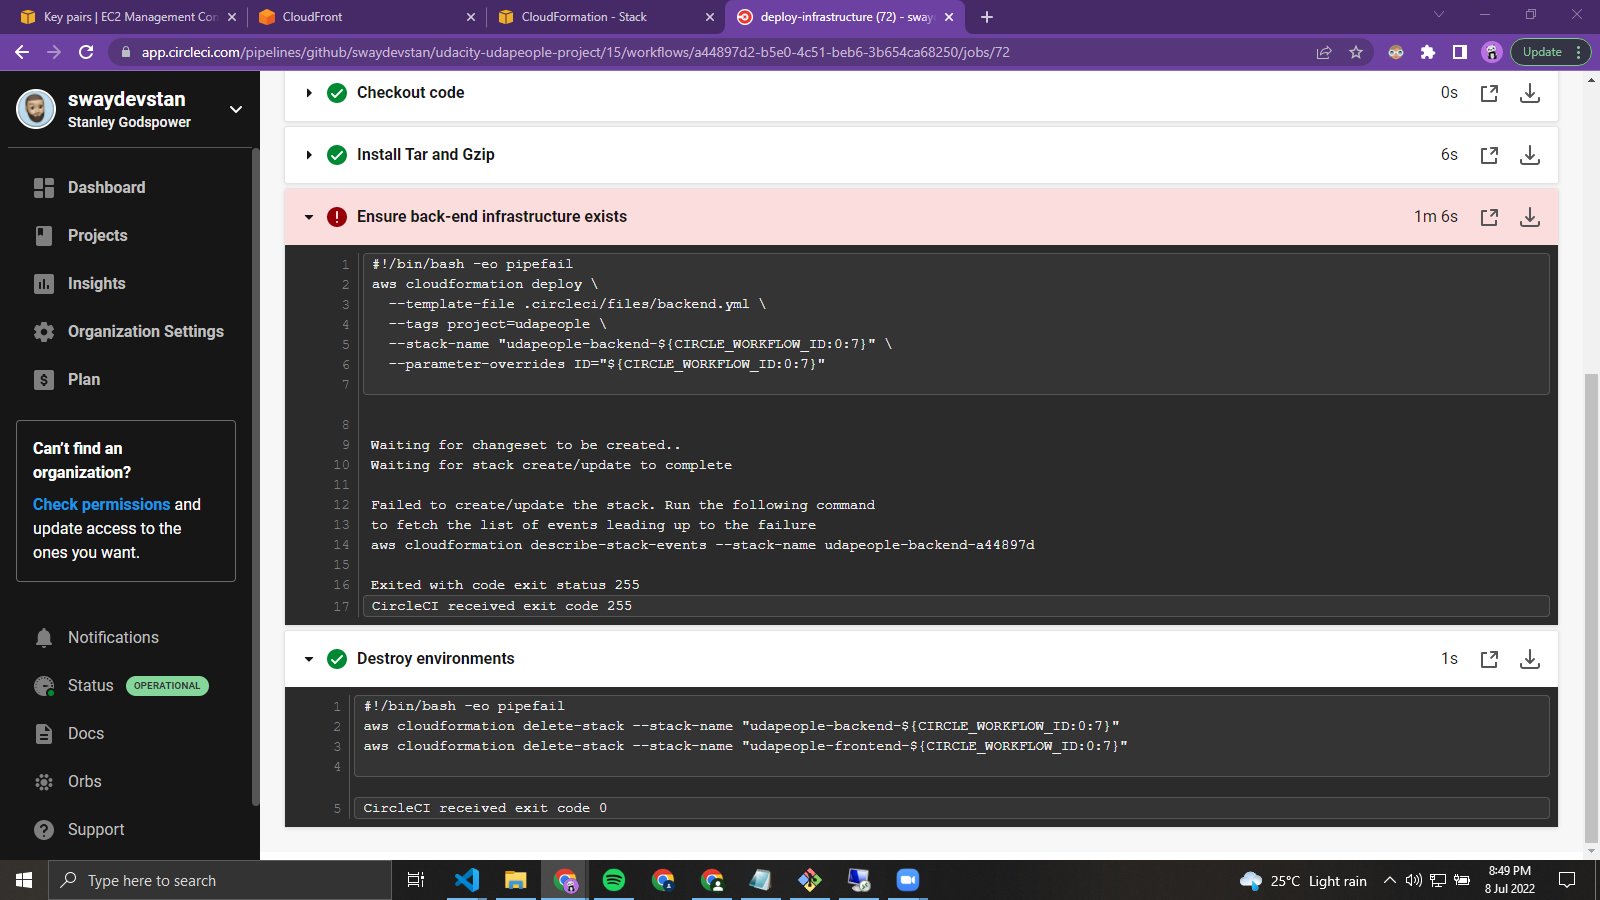 Key pairs | EC2 Management Con
CloudFront
CloudFormation - Stack
deploy-infrastructure (72) - sway
app.circleci.com/pipelines/github/swaydevstan/udacity-udapeople-project/15/workflows/a44897d2-b5e0-4c51-beb6-3b654ca68250/jobs/72
Update
swaydevstan
Stanley Godspower
Dashboard
Projects
Insights
Organization Settings
Plan
Can't find an
organization?
Check permissions and
update access to the
ones you want.
Notifications
Status OPERATIONAL
Docs
Orbs
Support
Checkout code 0s
Install Tar and Gzip 6s
Ensure back-end infrastructure exists 1m 6s
1 #!/bin/bash -eo pipefail
2 aws cloudformation deploy \
3 --template-file .circleci/files/backend.yml \
4 --tags project=udapeople \
5 --stack-name "udapeople-backend-${CIRCLE_WORKFLOW_ID:0:7}" \
6 --parameter-overrides ID="${CIRCLE_WORKFLOW_ID:0:7}"
7
8
9 Waiting for changeset to be created..
10 Waiting for stack create/update to complete
11
12 Failed to create/update the stack. Run the following command
13 to fetch the list of events leading up to the failure
14 aws cloudformation describe-stack-events --stack-name udapeople-backend-a44897d
15
16 Exited with code exit status 255
17 CircleCI received exit code 255
Destroy environments 1s
1 #!/bin/bash -eo pipefail
2 aws cloudformation delete-stack --stack-name "udapeople-backend-${CIRCLE_WORKFLOW_ID:0:7}"
3 aws cloudformation delete-stack --stack-name "udapeople-frontend-${CIRCLE_WORKFLOW_ID:0:7}"
4
5 CircleCI received exit code 0
Type here to search
25°C Light rain
8:49 PM
8 Jul 2022